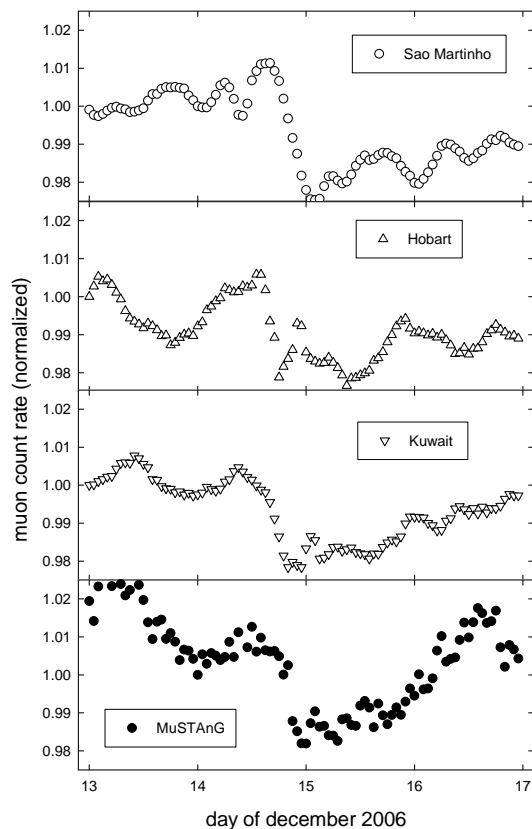 Sao Martinho
1.02
1.01
1.00
0.99
0.98
Hobart
1.02
1.01
1.00
0.99
0.98
muon count rate (normalized)
Kuwait
1.02
1.01
1.00
0.99
0.98
1.02
1.01
1.00
0.99
0.98
MuSTAnG
13 14 15 16 17
day of december 2006